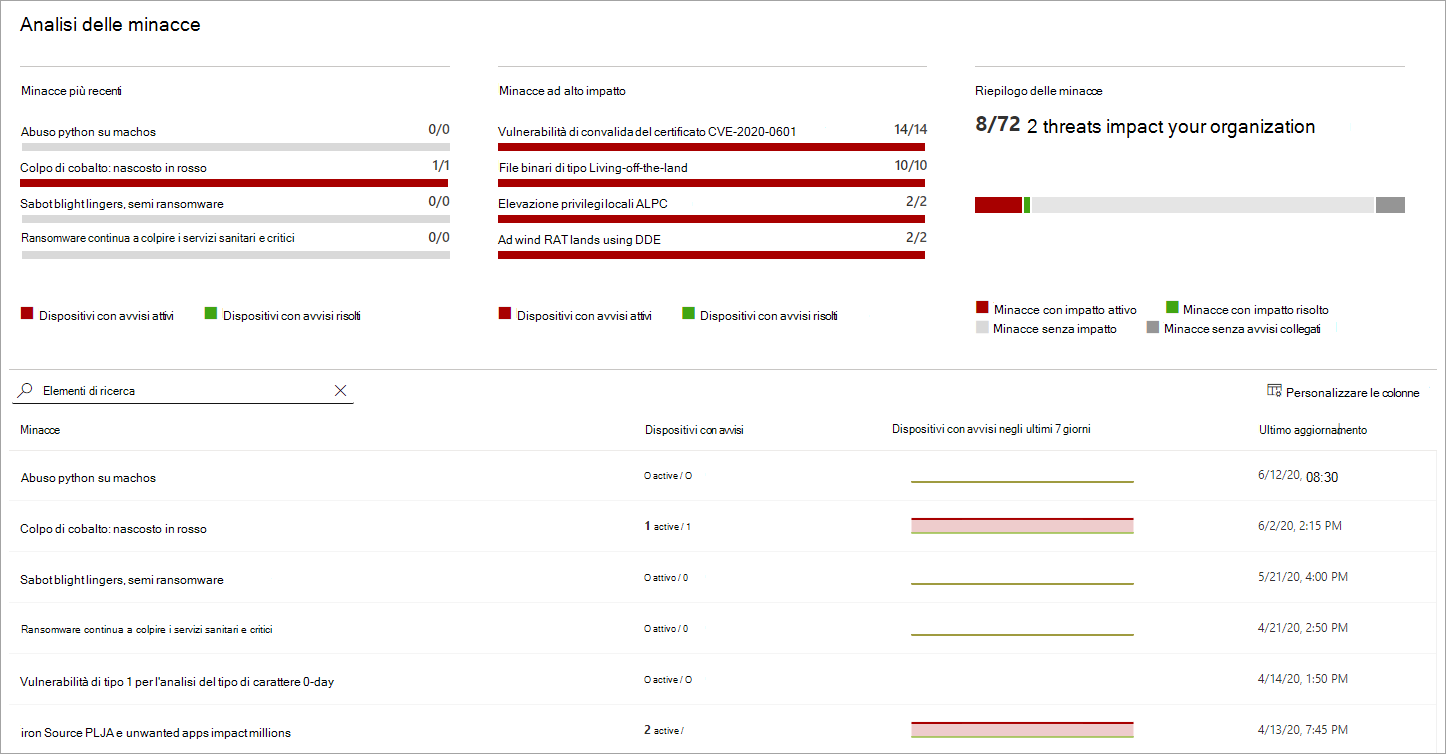 Analisi delle minacce
Minacce più recenti
Abuso python su machos 0/0
Colpo di cobalto: nascosto in rosso 1/1
Sabot blight lingers, semi ransomware 0/0
Ransomware continua a colpire i servizi sanitari e critici 0/0
Dispositivi con avvisi attivi Dispositivi con avvisi risolti
Minacce ad alto impatto
Vulnerabilità di convalida del certificato CVE-2020-0601 14/14
File binari di tipo Living-off-the-land 10/10
Elevazione privilegi locali ALPC 2/2
Ad wind RAT lands using DDE 2/2
Dispositivi con avvisi attivi Dispositivi con avvisi risolti
Riepilogo delle minacce
8/72 2 threats impact your organization
Minacce con impatto attivo Minacce con impatto risolto
Minacce senza impatto Minacce senza avvisi collegati
Elementi di ricerca
Personalizzare le colonne
Minacce Dispositivi con avvisi Dispositivi con avvisi negli ultimi 7 giorni Ultimo aggiornamento
Abuso python su machos O active / O 6/12/20, 08:30
Colpo di cobalto: nascosto in rosso 1 active / 1 6/2/20, 2:15 PM
Sabot blight lingers, semi ransomware O attivo / 0 5/21/20, 4:00 PM
Ransomware continua a colpire i servizi sanitari e critici O attivo / 0 4/21/20, 2:50 PM
Vulnerabilità di tipo 1 per l'analisi del tipo di carattere 0-day O active / O 4/14/20, 1:50 PM
iron Source PLJA e unwanted apps impact millions 2 active / 4/13/20, 7:45 PM